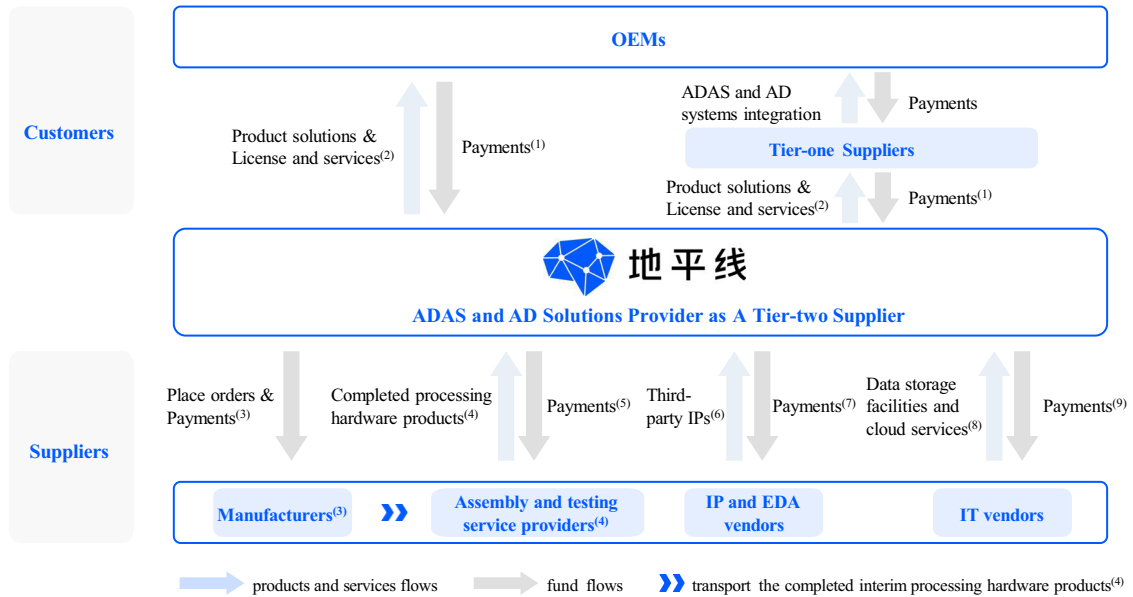 OEMs
Customers
Product solutions &
License and services(2)
Payments(1)
ADAS and AD
systems integration
Payments
Tier-one Suppliers
Product solutions &
License and services(2)
Payments(1)
地平线
ADAS and AD Solutions Provider as A Tier-two Supplier
Suppliers
Place orders &
Payments(3)
Completed processing
hardware products(4)
Payments(5)
Third-
party IPs(6)
Payments(7)
Data storage
facilities and
cloud services(8)
Payments(9)
Manufacturers(3)
Assembly and testing
service providers(4)
IP and EDA
vendors
IT vendors
products and services flows
fund flows
transport the completed interim processing hardware products(4)